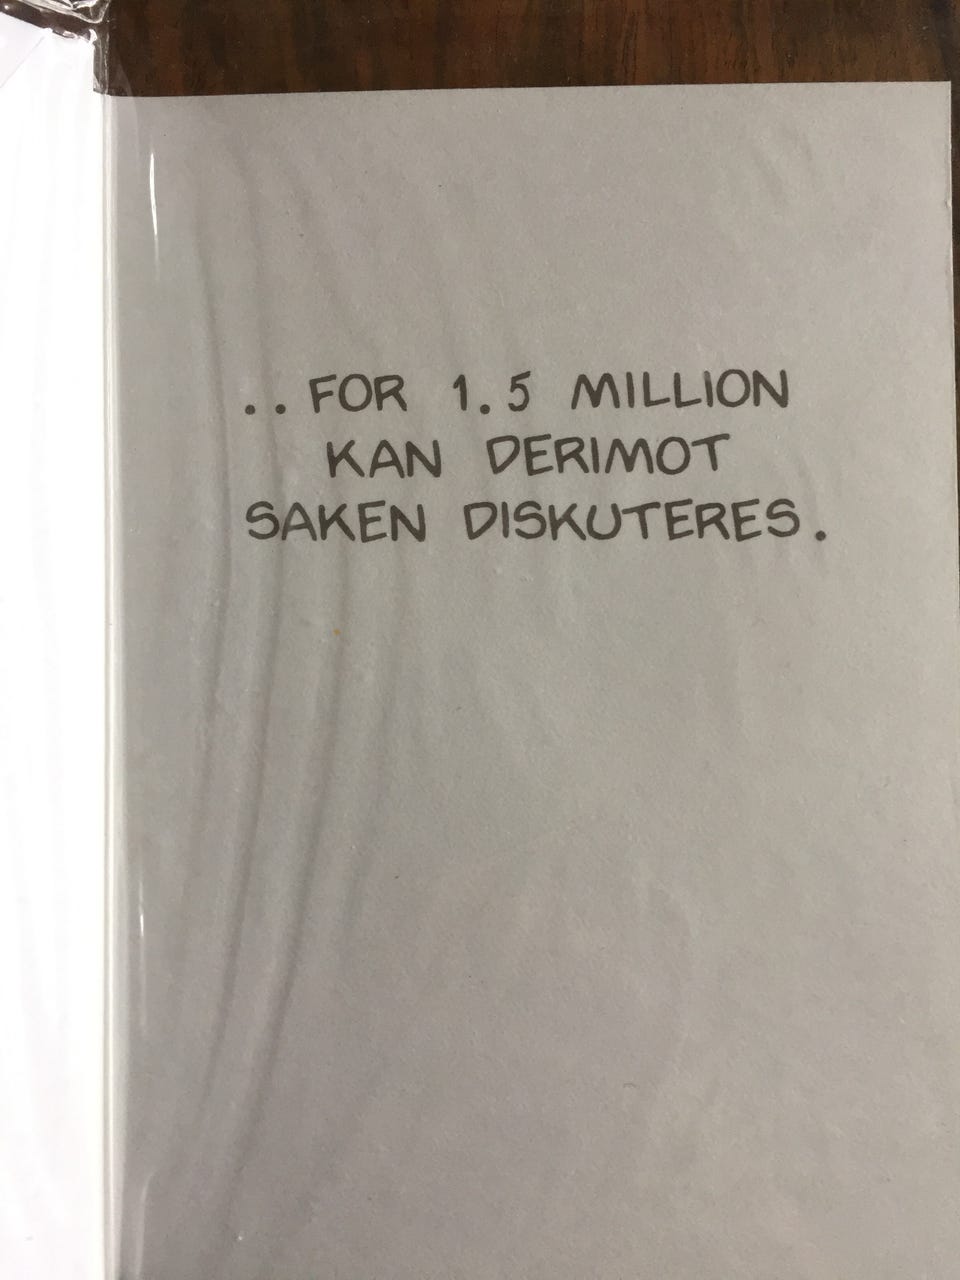 .. FOR 1.5 MILLION
KAN DERIMOT
SAKEN DISKUTERES.